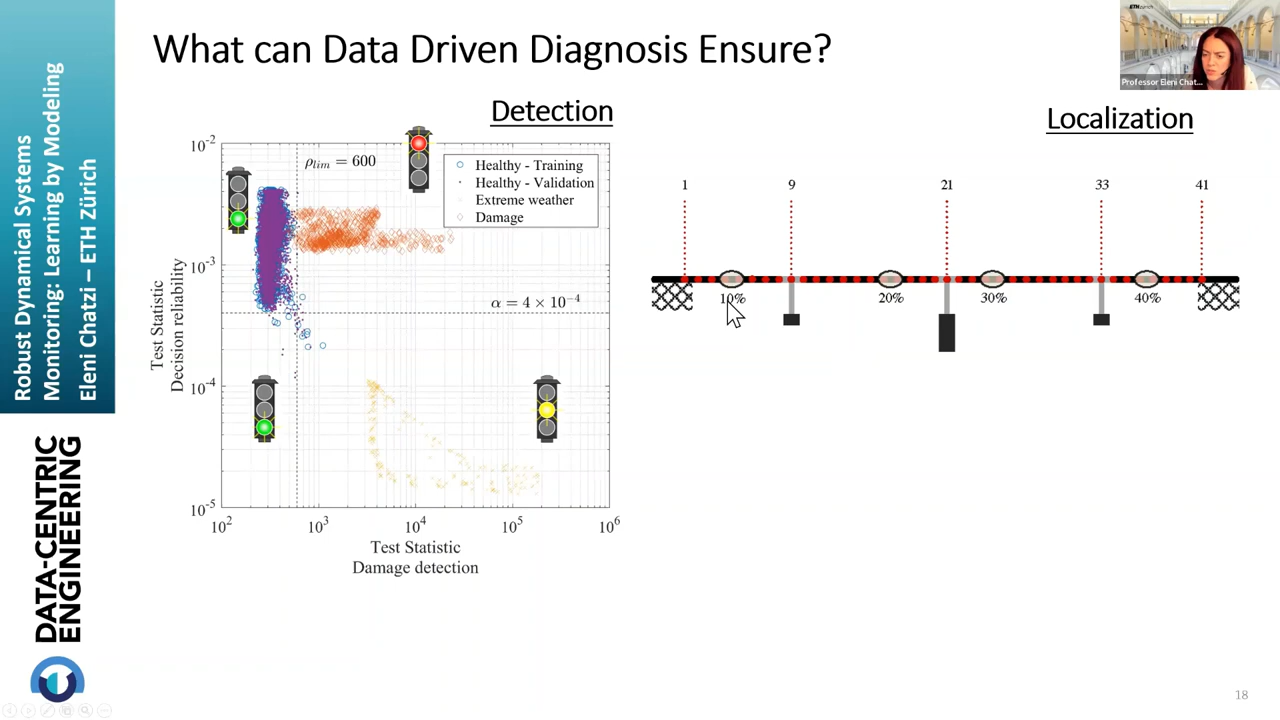 What can Data Driven Diagnosis Ensure?
ETH Zürich
Professor Eleni Chat...
Robust Dynamical Systems
Monitoring: Learning by Modeling
Eleni Chatzi – ETH Zürich
DATA-CENTRIC
ENGINEERING
Detection
ρlim = 600
Healthy - Training
Healthy - Validation
Extreme weather
Damage
α = 4 × 10⁻⁴
Test Statistic
Decision reliability
10⁻²
10⁻³
10⁻⁴
10⁻⁵
10² 10³ 10⁴ 10⁵ 10⁶
Test Statistic
Damage detection
Localization
1 9 21 33 41
10% 20% 30% 40%
18